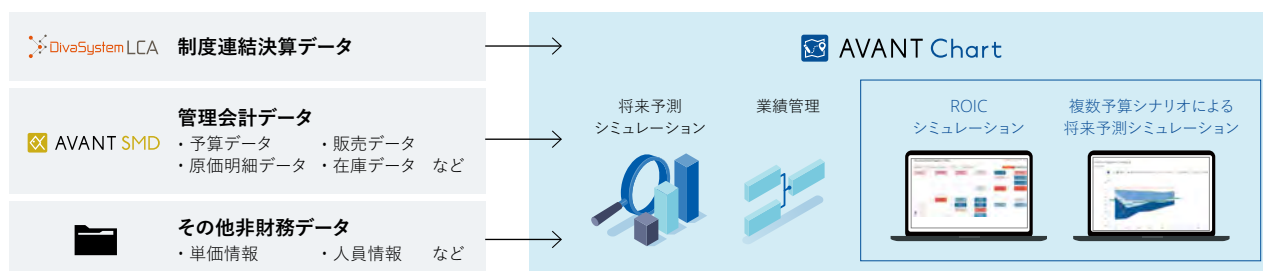 DivaSystem LCA
制度連結決算データ
AVANT SMD
管理会計データ
・予算データ ・販売データ
・原価明細データ ・在庫データ など
その他非財務データ
・単価情報 ・人員情報 など
AVANT Chart
将来予測
シミュレーション
業績管理
ROIC
シミュレーション
複数予算シナリオによる
将来予測シミュレーション